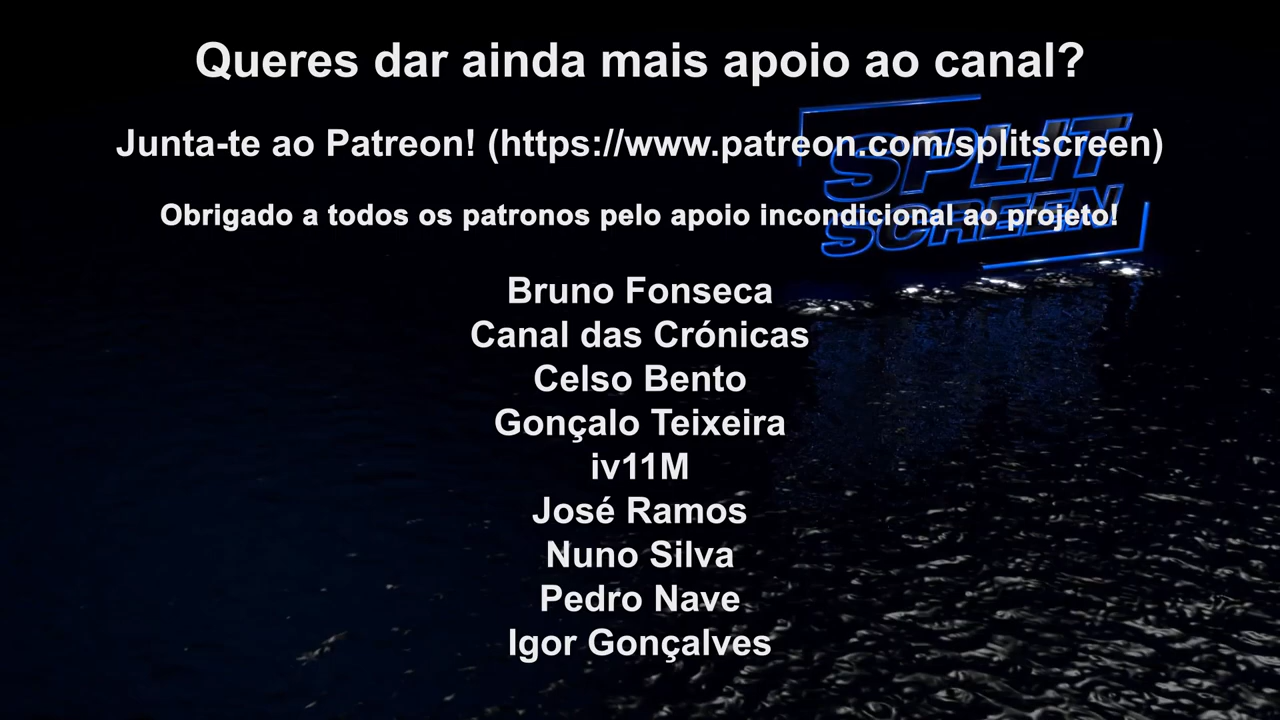 Queres dar ainda mais apoio ao canal?
Junta-te ao Patreon! (https://www.patreon.com/splitscreen)
SPLIT
SCREEN
Obrigado a todos os patronos pelo apoio incondicional ao projeto!
Bruno Fonseca
Canal das Crónicas
Celso Bento
Gonçalo Teixeira
iv11M
José Ramos
Nuno Silva
Pedro Nave
Igor Gonçalves